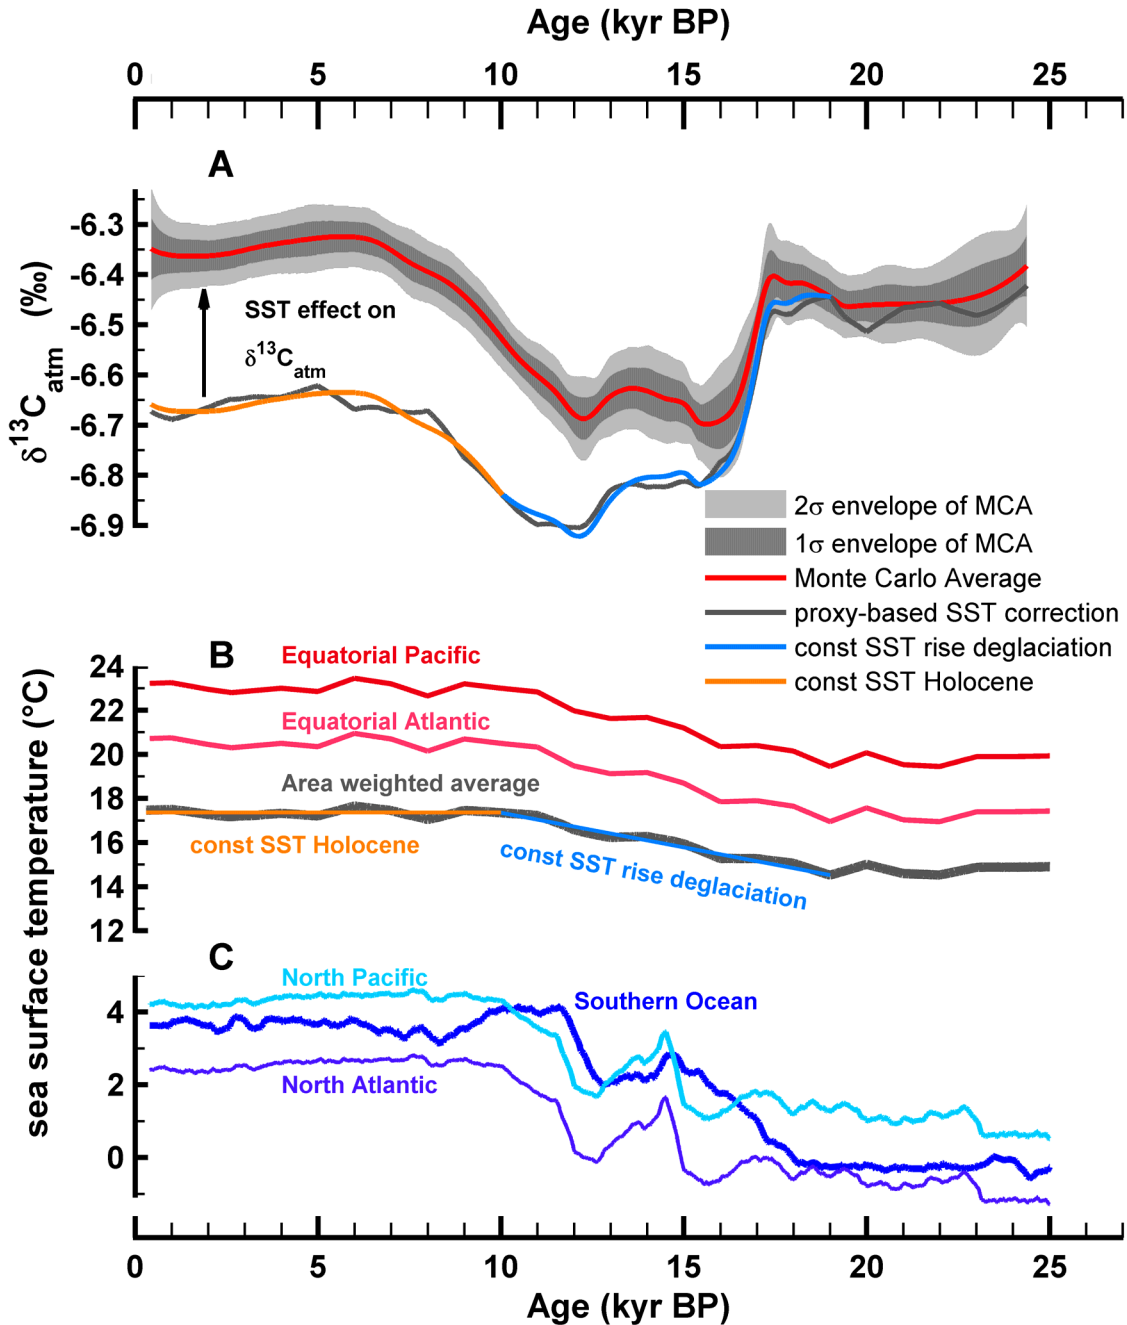 Age (kyr BP)
0 5 10 15 20 25
A
-6.3
-6.4
-6.5
-6.6
-6.7
-6.8
-6.9
δ¹³Catm (‰)
SST effect on
δ¹³Catm
2σ envelope of MCA
1σ envelope of MCA
Monte Carlo Average
proxy-based SST correction
const SST rise deglaciation
const SST Holocene
B
24
22
20
18
16
14
12
sea surface temperature (°C)
Equatorial Pacific
Equatorial Atlantic
Area weighted average
const SST Holocene
const SST rise deglaciation
C
4
2
0
North Pacific
Southern Ocean
North Atlantic
0 5 10 15 20 25
Age (kyr BP)